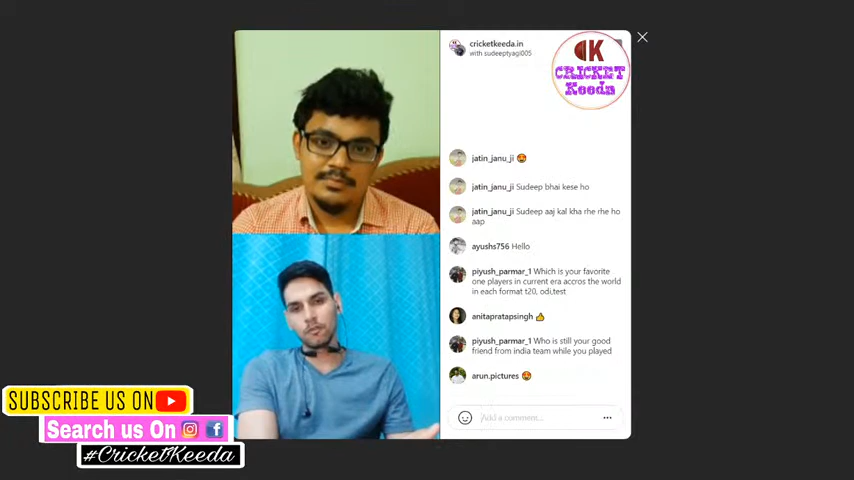 cricketkeeda.in
with sudeeptyagi005
CK
CRICKET
Keeda
jatin_janu_ji
jatin_janu_ji Sudeep bhai kese ho
jatin_janu_ji Sudeep aaj kal kha rhe rhe ho
aap
ayushs756 Hello
piyush_parmar_1 Which is your favorite
one players in current era accros the world
in each format t20, odi,test
anitapratapsingh
piyush_parmar_1 Who is still your good
friend from india team while you played
arun.pictures
Add a comment...
SUBSCRIBE US ON
Search us On
#CricketKeeda